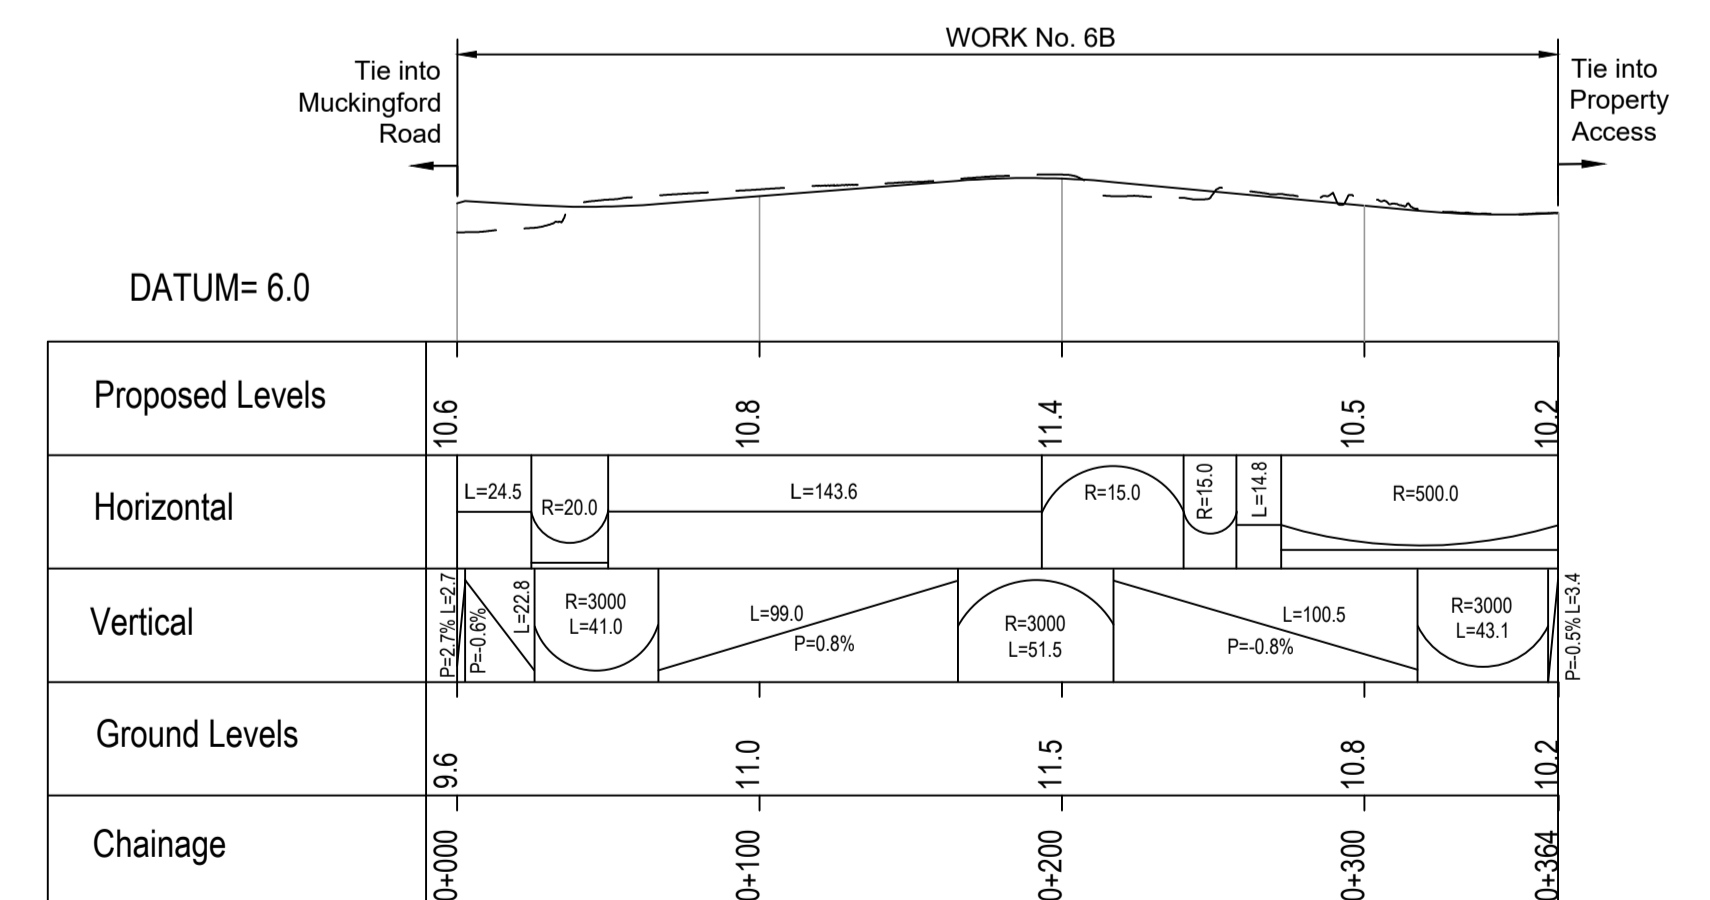 WORK No. 6B
Tie into
Muckingford
Road
Tie into
Property
Access
DATUM= 6.0
Proposed Levels
10.6
10.8
11.4
10.5
10.2
Horizontal
L=24.5
R=20.0
L=143.6
R=15.0
R=15.0
L=14.8
R=500.0
Vertical
P=2.7% L=2.7
P=-0.6%
L=22.8
R=3000
L=41.0
L=99.0
P=0.8%
R=3000
L=51.5
L=100.5
P=-0.8%
R=3000
L=43.1
P=-0.5% L=3.4
Ground Levels
9.6
11.0
11.5
10.8
10.2
Chainage
0+000
0+100
0+200
0+300
0+364